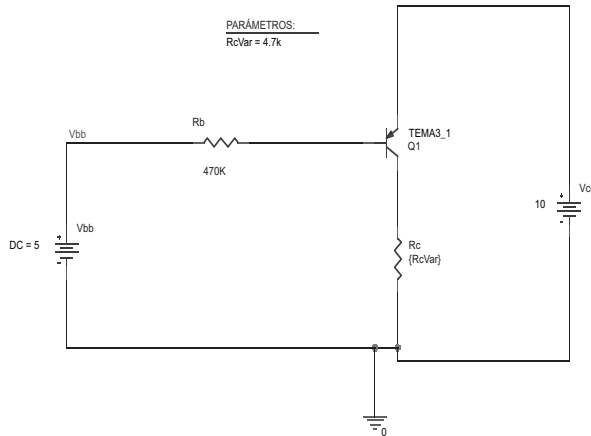 PARÁMETROS:
RcVar = 4.7k
Rb
470K
Vbb
TEMA3_1
Q1
Vc
10
Vbb
DC = 5
Rc
{RcVar}
0